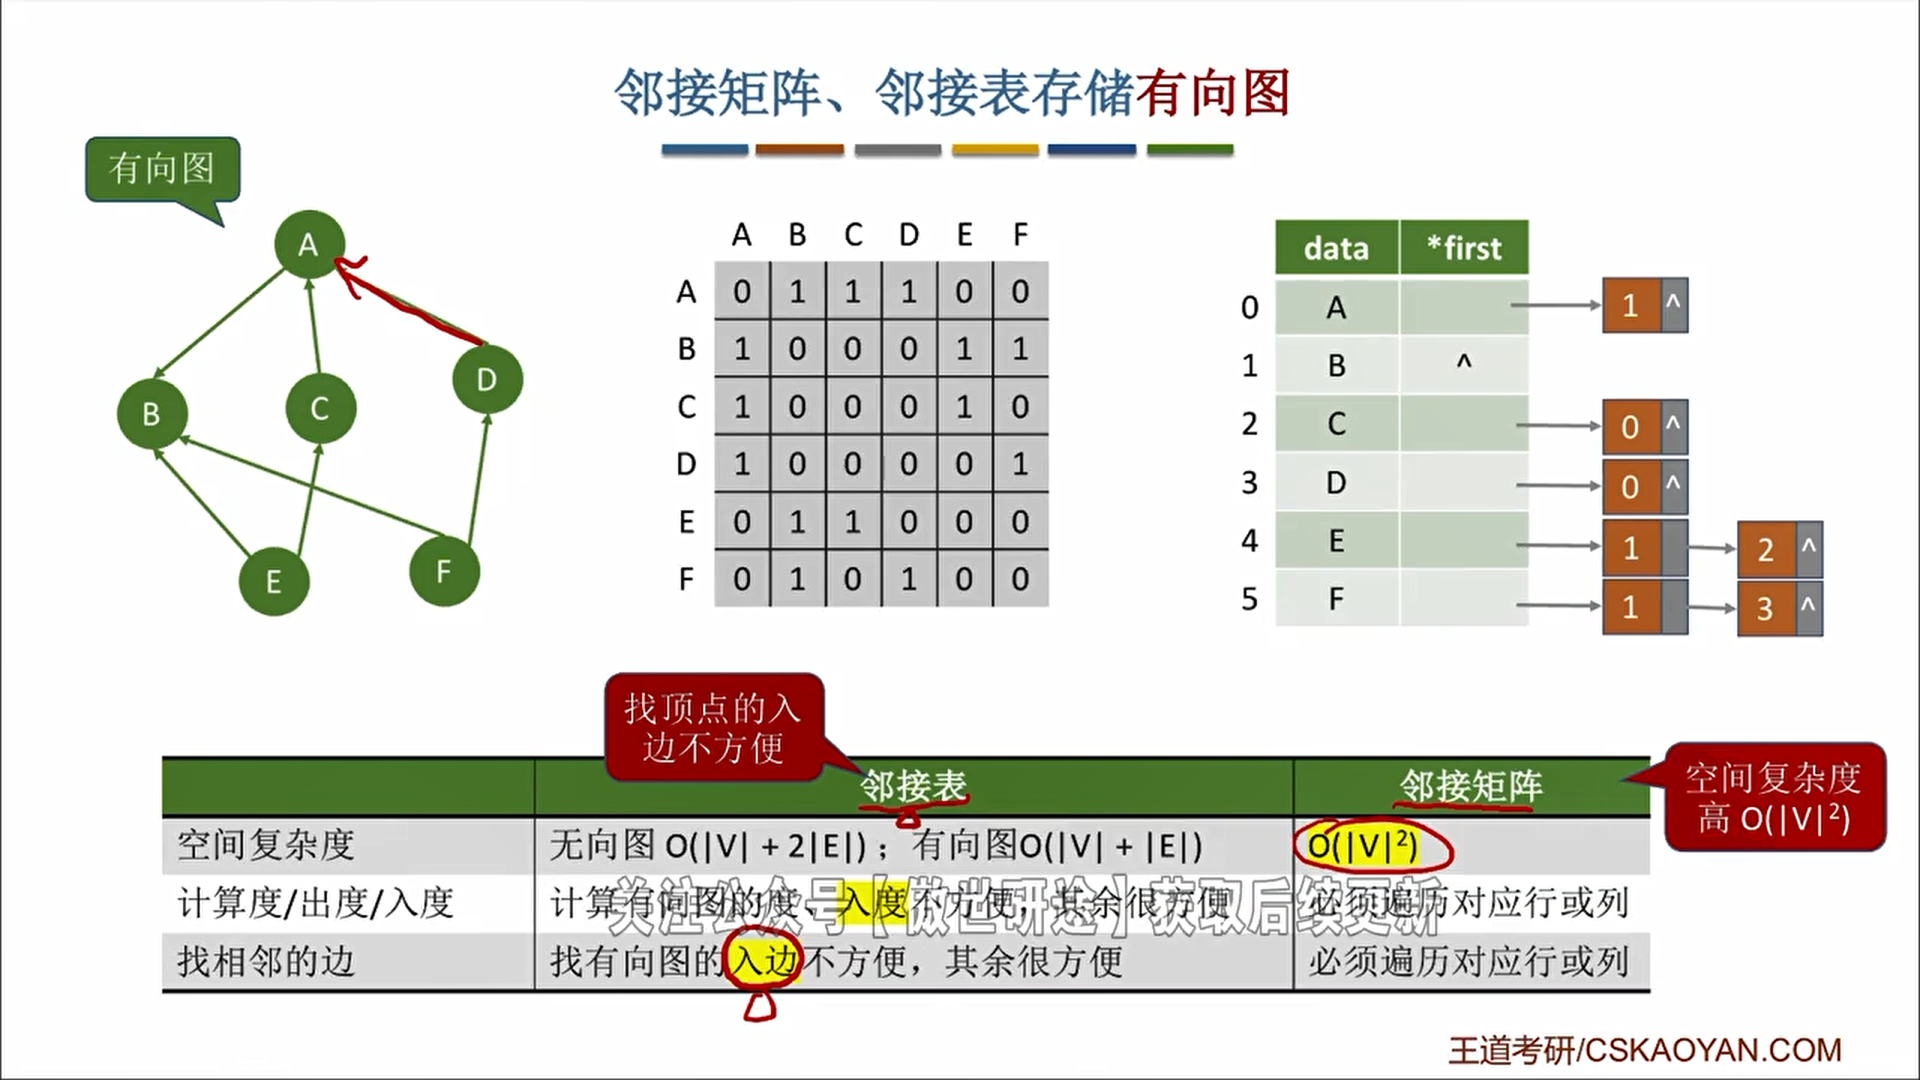 邻接矩阵、邻接表存储有向图
有向图
A
B
C
D
E
F
A B C D E F
A 0 1 1 1 0 0
B 1 0 0 0 1 1
C 1 0 0 0 1 0
D 1 0 0 0 0 1
E 0 1 1 0 0 0
F 0 1 0 1 0 0
data *first
0 A 1 ^
1 B ^
2 C 0 ^
3 D 0 ^
4 E 1 2 ^
5 F 1 3 ^
找顶点的入
边不方便
空间复杂度
高 O(|V|²)
邻接表 邻接矩阵
空间复杂度 无向图 O(|V| + 2|E|)；有向图O(|V| + |E|) O(|V|²)
计算度/出度/入度 计算有向图的度、入度不方便，其余很方便 必须遍历对应行或列
关注公众号【傲世研途】获取后续更新
找相邻的边 找有向图的入边不方便，其余很方便 必须遍历对应行或列
王道考研/CSKAOYAN.COM